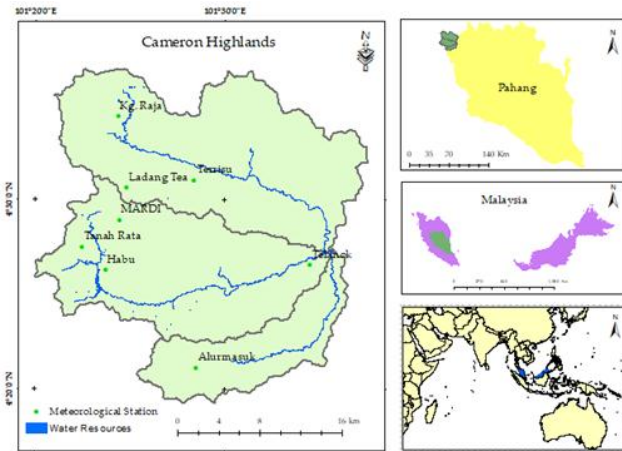 101°20'0"E
101°30'0"E
Cameron Highlands
N
Kg. Raja
Ladang Tea
Terrisu
MARDI
Tanah Rata
Habu
Telanok
Alurmasuk
4°30'0"N
4°20'0"N
Meteorological Station
Water Resources
0 4 8 16 km
N
Pahang
0 35 70 140 Km
Malaysia
N
N